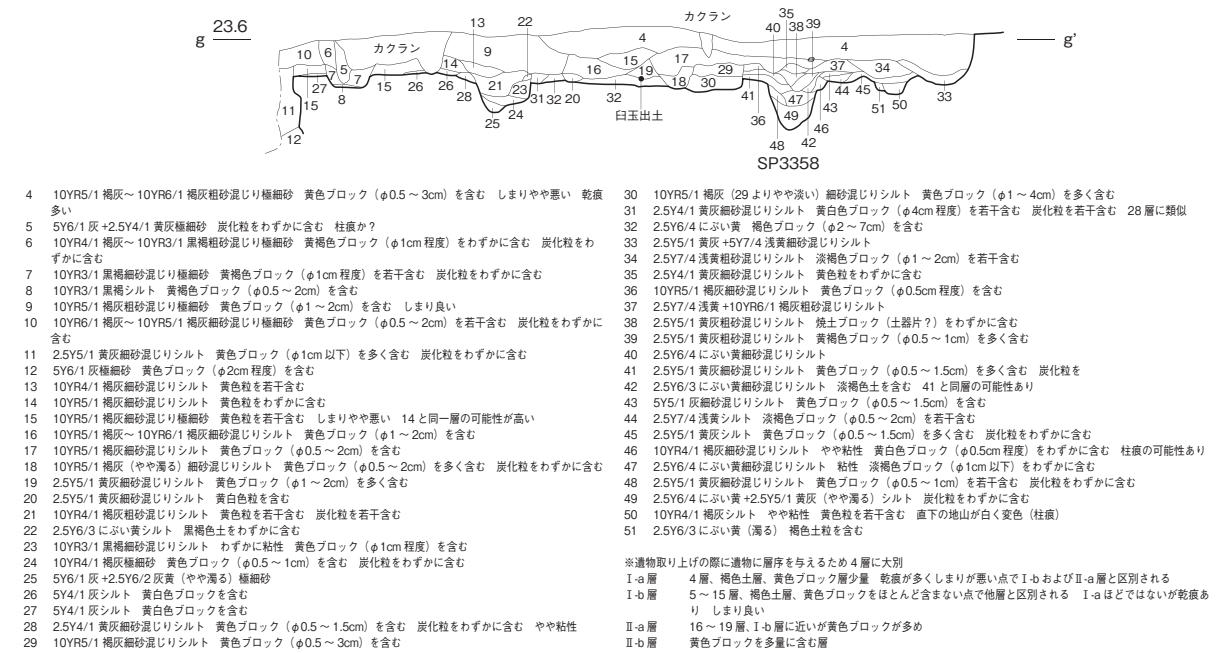 13
22
カクラン
35
40
38
39
g 23.6
g'
10
6
カクラン
9
4
4
5
14
15
17
7
7
16
19
29
37
34
27
15
26
26
21
23
18
30
11
15
8
28
31
32
20
32
41
47
44
45
33
24
臼玉出土
49
43
51
50
25
36
46
12
48
42
SP3358
4 10YR5/1 褐灰～ 10YR6/1 褐灰粗砂混じり極細砂 黄色ブロック（φ0.5 ～ 3cm）を含む しまりやや悪い 乾痕
多い
5 5Y6/1 灰 +2.5Y4/1 黄灰極細砂 炭化粒をわずかに含む 柱痕か？
6 10YR4/1 褐灰～ 10YR3/1 黒褐粗砂混じり極細砂 黄褐色ブロック（φ1cm 程度）をわずかに含む 炭化粒をわ
ずかに含む
7 10YR3/1 黒褐細砂混じり極細砂 黄褐色ブロック（φ1cm 程度）を若干含む 炭化粒をわずかに含む
8 10YR3/1 黒褐シルト 黄褐色ブロック（φ0.5 ～ 2cm）を含む
9 10YR5/1 褐灰粗砂混じり極細砂 黄色ブロック（φ1 ～ 2cm）を含む しまり良い
10 10YR6/1 褐灰～ 10YR5/1 褐灰細砂混じり極細砂 黄色ブロック（φ0.5 ～ 2cm）を若干含む 炭化粒をわずかに
含む
11 2.5Y5/1 黄灰細砂混じりシルト 黄色ブロック（φ1cm 以下）を多く含む 炭化粒をわずかに含む
12 5Y6/1 灰極細砂 黄色ブロック（φ2cm 程度）を含む
13 10YR4/1 褐灰細砂混じりシルト 黄色粒を若干含む
14 10YR5/1 褐灰細砂混じりシルト 黄色粒をわずかに含む
15 10YR5/1 褐灰細砂混じり極細砂 黄色粒を若干含む しまりやや悪い 14 と同一層の可能性が高い
16 10YR5/1 褐灰～ 10YR6/1 褐灰細砂混じりシルト 黄色ブロック（φ1 ～ 2cm）を含む
17 10YR5/1 褐灰細砂混じりシルト 黄色ブロック（φ0.5 ～ 2cm）を含む
18 10YR5/1 褐灰（やや濁る）細砂混じりシルト 黄色ブロック（φ0.5 ～ 2cm）を多く含む 炭化粒をわずかに含む
19 2.5Y5/1 黄灰細砂混じりシルト 黄色ブロック（φ1 ～ 2cm）を多く含む
20 2.5Y5/1 黄灰細砂混じりシルト 黄白色粒を含む
21 10YR4/1 褐灰粗砂混じりシルト 黄色粒を若干含む 炭化粒を若干含む
22 2.5Y6/3 にぶい黄シルト 黒褐色土をわずかに含む
23 10YR3/1 黒褐細砂混じりシルト わずかに粘性 黄色ブロック（φ1cm 程度）を含む
24 10YR4/1 褐灰極細砂 黄色ブロック（φ0.5 ～ 1cm）を含む 炭化粒をわずかに含む
25 5Y6/1 灰 +2.5Y6/2 灰黄（やや濁る）極細砂
26 5Y4/1 灰シルト 黄白色ブロックを含む
27 5Y4/1 灰シルト 黄白色ブロックを含む
28 2.5Y4/1 黄灰細砂混じりシルト 黄色ブロック（φ0.5 ～ 1.5cm）を含む 炭化粒をわずかに含む やや粘性
29 10YR5/1 褐灰細砂混じりシルト 黄色ブロック（φ0.5 ～ 3cm）を含む
30 10YR5/1 褐灰（29 よりやや淡い）細砂混じりシルト 黄色ブロック（φ1 ～ 4cm）を多く含む
31 2.5Y4/1 黄灰細砂混じりシルト 黄白色ブロック（φ4cm 程度）を若干含む 炭化粒を若干含む 28 層に類似
32 2.5Y6/4 にぶい黄 褐色ブロック（φ2 ～ 7cm）を含む
33 2.5Y5/1 黄灰 +5Y7/4 浅黄細砂混じりシルト
34 2.5Y7/4 浅黄粗砂混じりシルト 淡褐色ブロック（φ1 ～ 2cm）を若干含む
35 2.5Y4/1 黄灰細砂混じりシルト 黄色粒をわずかに含む
36 10YR5/1 褐灰細砂混じりシルト 黄色ブロック（φ0.5cm 程度）を含む
37 2.5Y7/4 浅黄 +10YR6/1 褐灰粗砂混じりシルト
38 2.5Y5/1 黄灰粗砂混じりシルト 焼土ブロック（土器片？）をわずかに含む
39 2.5Y5/1 黄灰粗砂混じりシルト 黄褐色ブロック（φ0.5 ～ 1cm）を多く含む
40 2.5Y6/4 にぶい黄細砂混じりシルト
41 2.5Y5/1 黄灰細砂混じりシルト 黄色ブロック（φ0.5 ～ 1.5cm）を多く含む 炭化粒を
42 2.5Y6/3 にぶい黄細砂混じりシルト 淡褐色土を含む 41 と同層の可能性あり
43 5Y5/1 灰細砂混じりシルト 黄色ブロック（φ0.5 ～ 1.5cm）を含む
44 2.5Y7/4 浅黄シルト 淡褐色ブロック（φ0.5 ～ 2cm）を若干含む
45 2.5Y5/1 黄灰シルト 黄色ブロック（φ0.5 ～ 1.5cm）を多く含む 炭化粒をわずかに含む
46 10YR4/1 褐灰細砂混じりシルト やや粘性 黄白色ブロック（φ0.5cm 程度）をわずかに含む 柱痕の可能性あり
47 2.5Y6/4 にぶい黄細砂混じりシルト 粘性 淡褐色ブロック（φ1cm 以下）をわずかに含む
48 2.5Y5/1 黄灰細砂混じりシルト 黄色ブロック（φ0.5 ～ 1cm）を若干含む 炭化粒をわずかに含む
49 2.5Y6/4 にぶい黄 +2.5Y5/1 黄灰（やや濁る）シルト 炭化粒をわずかに含む
50 10YR4/1 褐灰シルト やや粘性 黄色粒を若干含む 直下の地山が白く変色（柱痕）
51 2.5Y6/3 にぶい黄（濁る） 褐色土粒を含む
※遺物取り上げの際に遺物に層序を与えるため 4 層に大別
Ⅰ-a 層 4 層、褐色土層、黄色ブロック層少量 乾痕が多くしまりが悪い点でⅠ-b およびⅡ-a 層と区別される
Ⅰ-b 層 5 ～ 15 層、褐色土層、黄色ブロックをほとんど含まない点で他層と区別される Ⅰ-a ほどではないが乾痕あ
り しまり良い
Ⅱ-a 層 16 ～ 19 層、Ⅰ-b 層に近いが黄色ブロックが多め
Ⅱ-b 層 黄色ブロックを多量に含む層